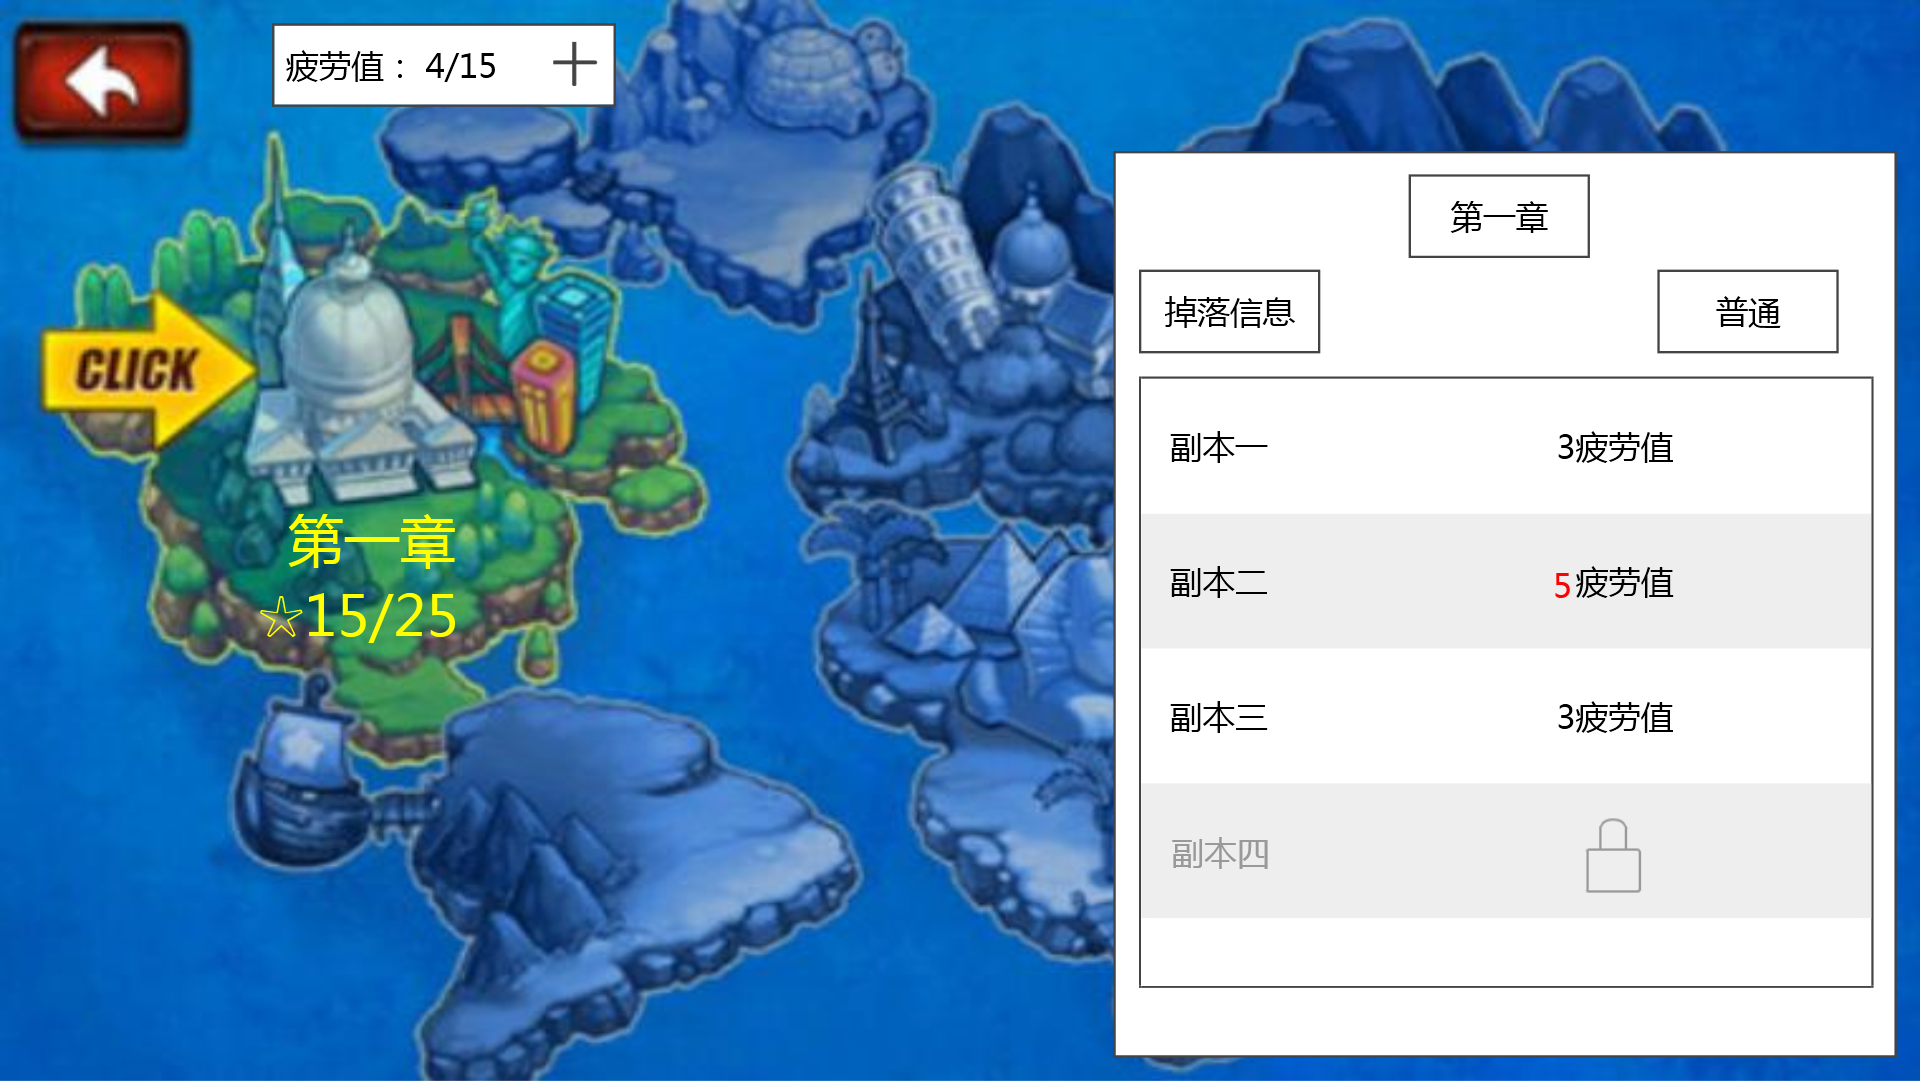 疲劳值： 4/15
CLICK
第一章
☆15/25
第一章
掉落信息
普通
副本一 3疲劳值
副本二 5疲劳值
副本三 3疲劳值
副本四